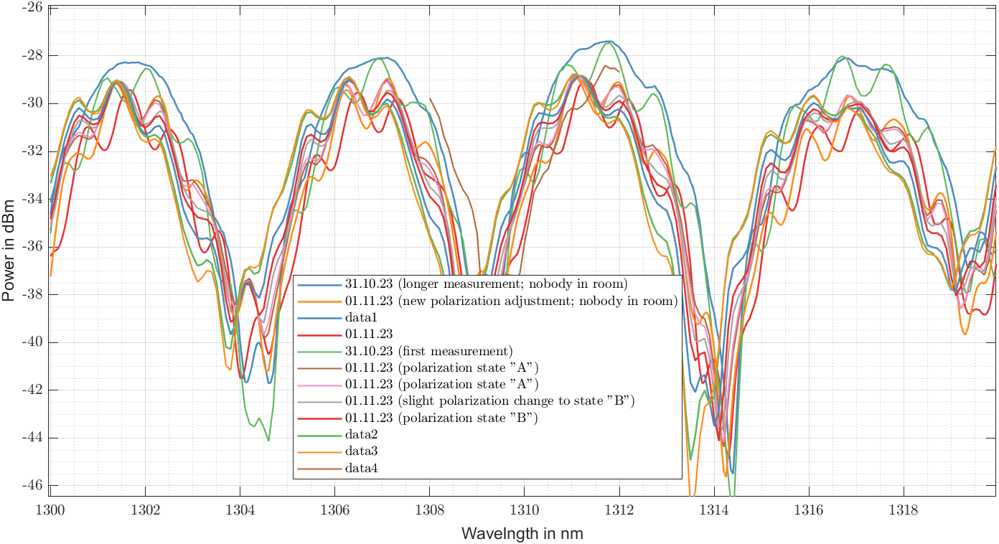 -26
-28
-30
-32
-34
-36
-38
-40
-42
-44
-46
Power in dBm
31.10.23 (longer measurement; nobody in room)
01.11.23 (new polarization adjustment; nobody in room)
data1
01.11.23
31.10.23 (first measurement)
01.11.23 (polarization state "A")
01.11.23 (polarization state "A")
01.11.23 (slight polarization change to state "B")
01.11.23 (polarization state "B")
data2
data3
data4
1300 1302 1304 1306 1308 1310 1312 1314 1316 1318
Wavelngth in nm